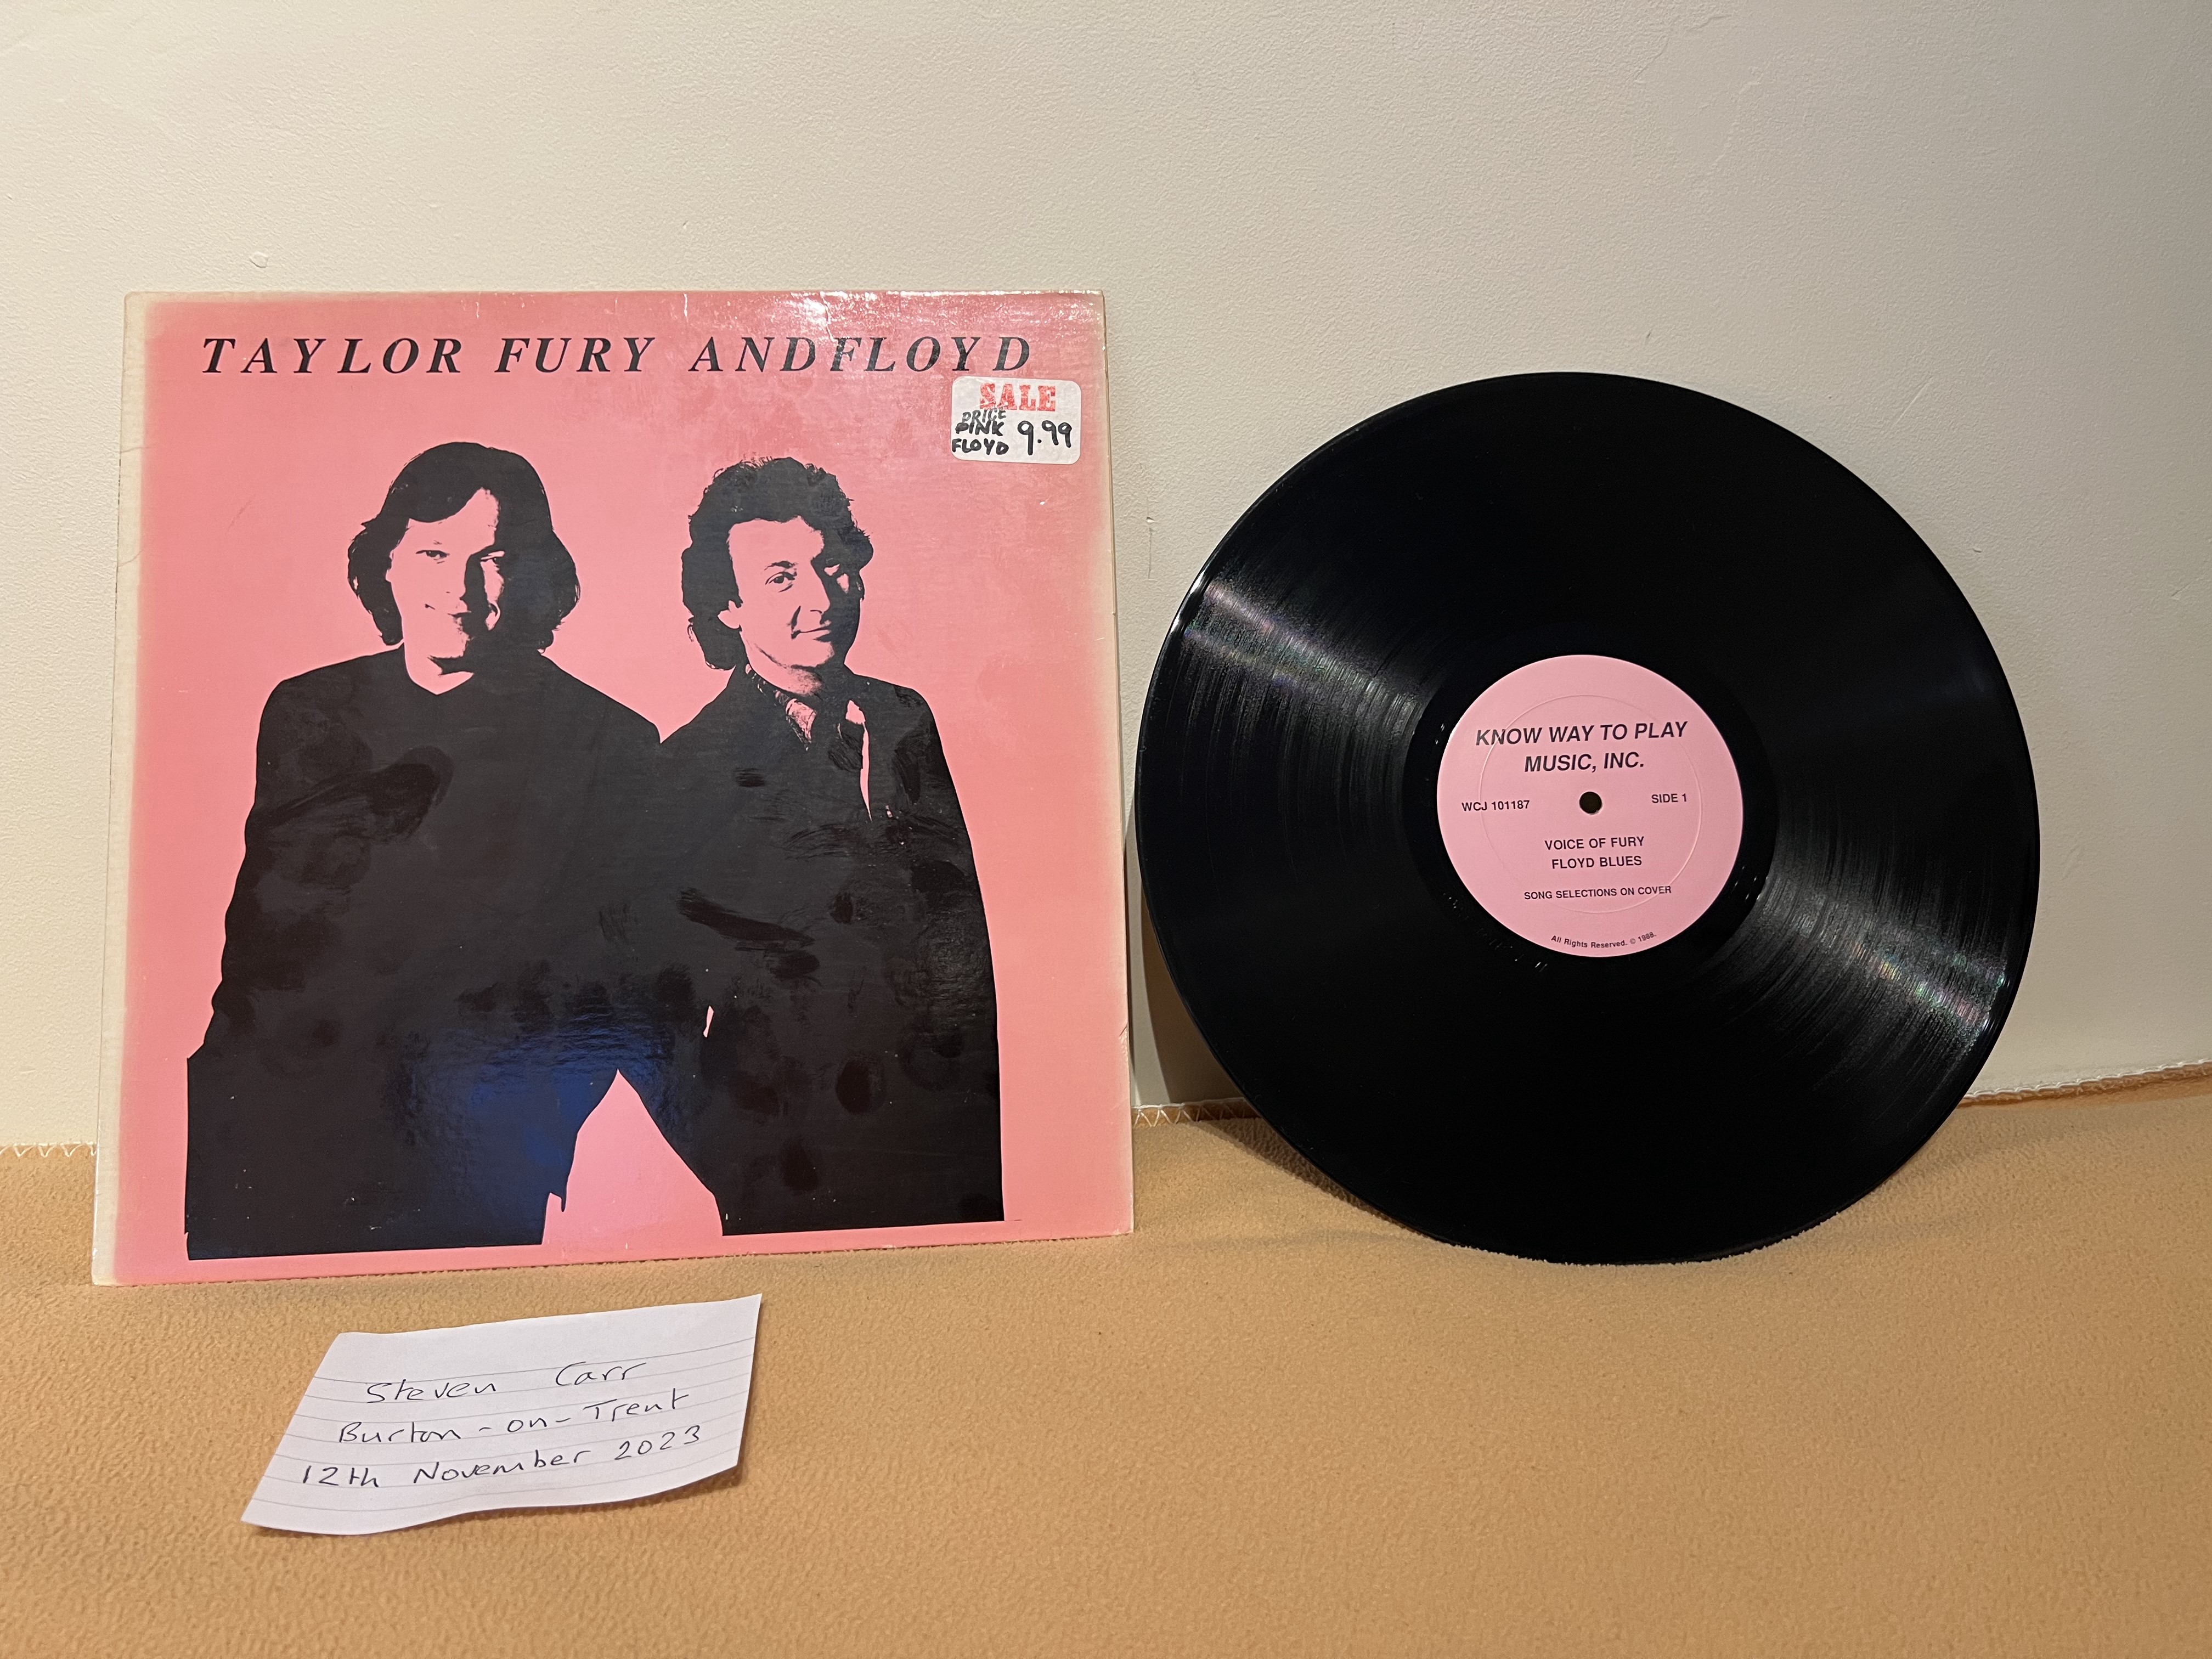 TAYLOR FURY ANDFLOYD
SALE
PRICE
PINK
FLOYD 9.99
KNOW WAY TO PLAY
MUSIC, INC.
WCJ 101187 SIDE 1
VOICE OF FURY
FLOYD BLUES
SONG SELECTIONS ON COVER
All Rights Reserved. © 1988.
Steven Carr
Burton-on-Trent
12th November 2023